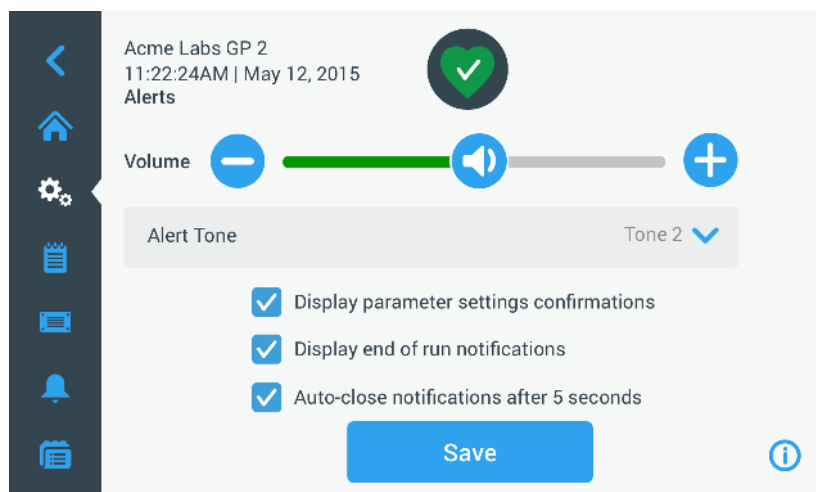 Acme Labs GP 2
11:22:24AM | May 12, 2015
Alerts
Volume
Alert Tone Tone 2
Display parameter settings confirmations
Display end of run notifications
Auto-close notifications after 5 seconds
Save